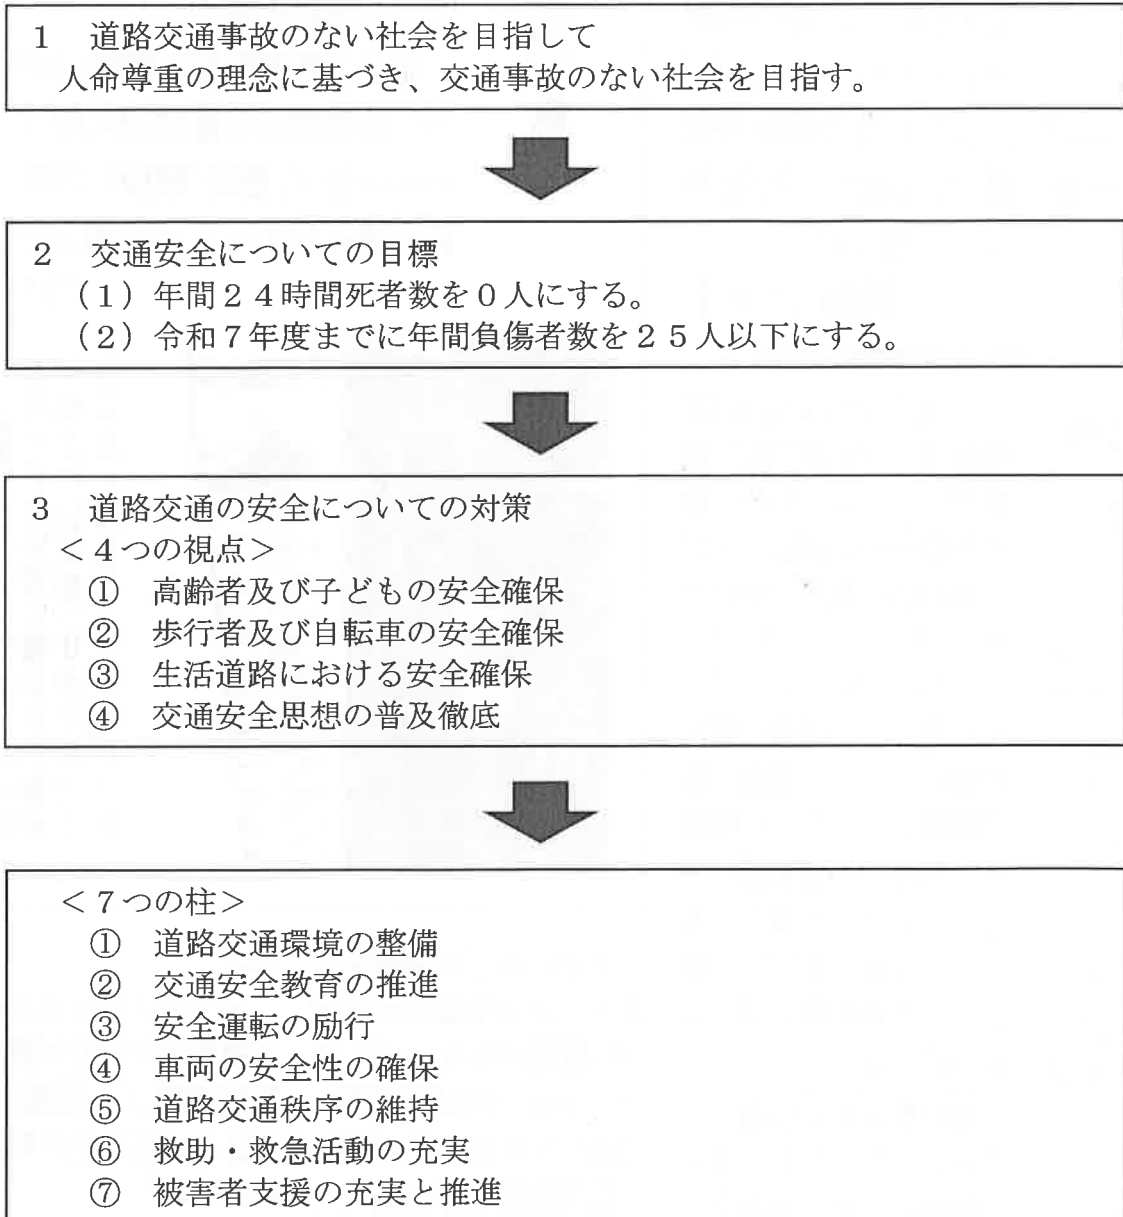 １　道路交通事故のない社会を目指して
人命尊重の理念に基づき、交通事故のない社会を目指す。
２　交通安全についての目標
（１）年間２４時間死者数を０人にする。
（２）令和７年度までに年間負傷者数を２５人以下にする。
３　道路交通の安全についての対策
＜４つの視点＞
①　高齢者及び子どもの安全確保
②　歩行者及び自転車の安全確保
③　生活道路における安全確保
④　交通安全思想の普及徹底
＜７つの柱＞
①　道路交通環境の整備
②　交通安全教育の推進
③　安全運転の励行
④　車両の安全性の確保
⑤　道路交通秩序の維持
⑥　救助・救急活動の充実
⑦　被害者支援の充実と推進